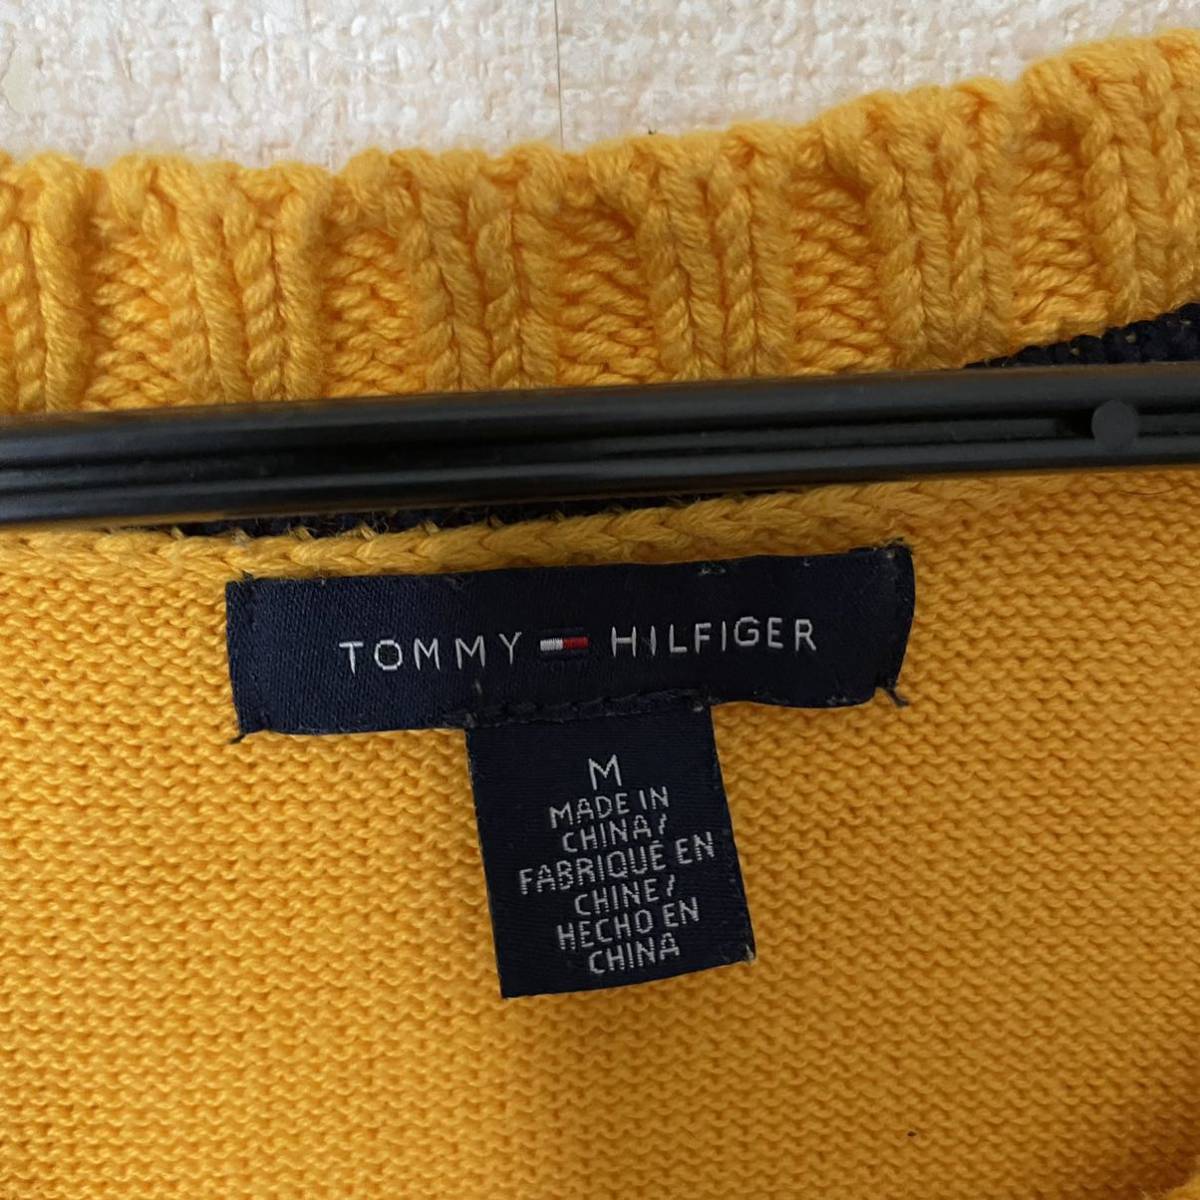 TOMMY HILFIGER
M
MADE IN
CHINA/
FABRIQUÉ EN
CHINE/
HECHO EN
CHINA